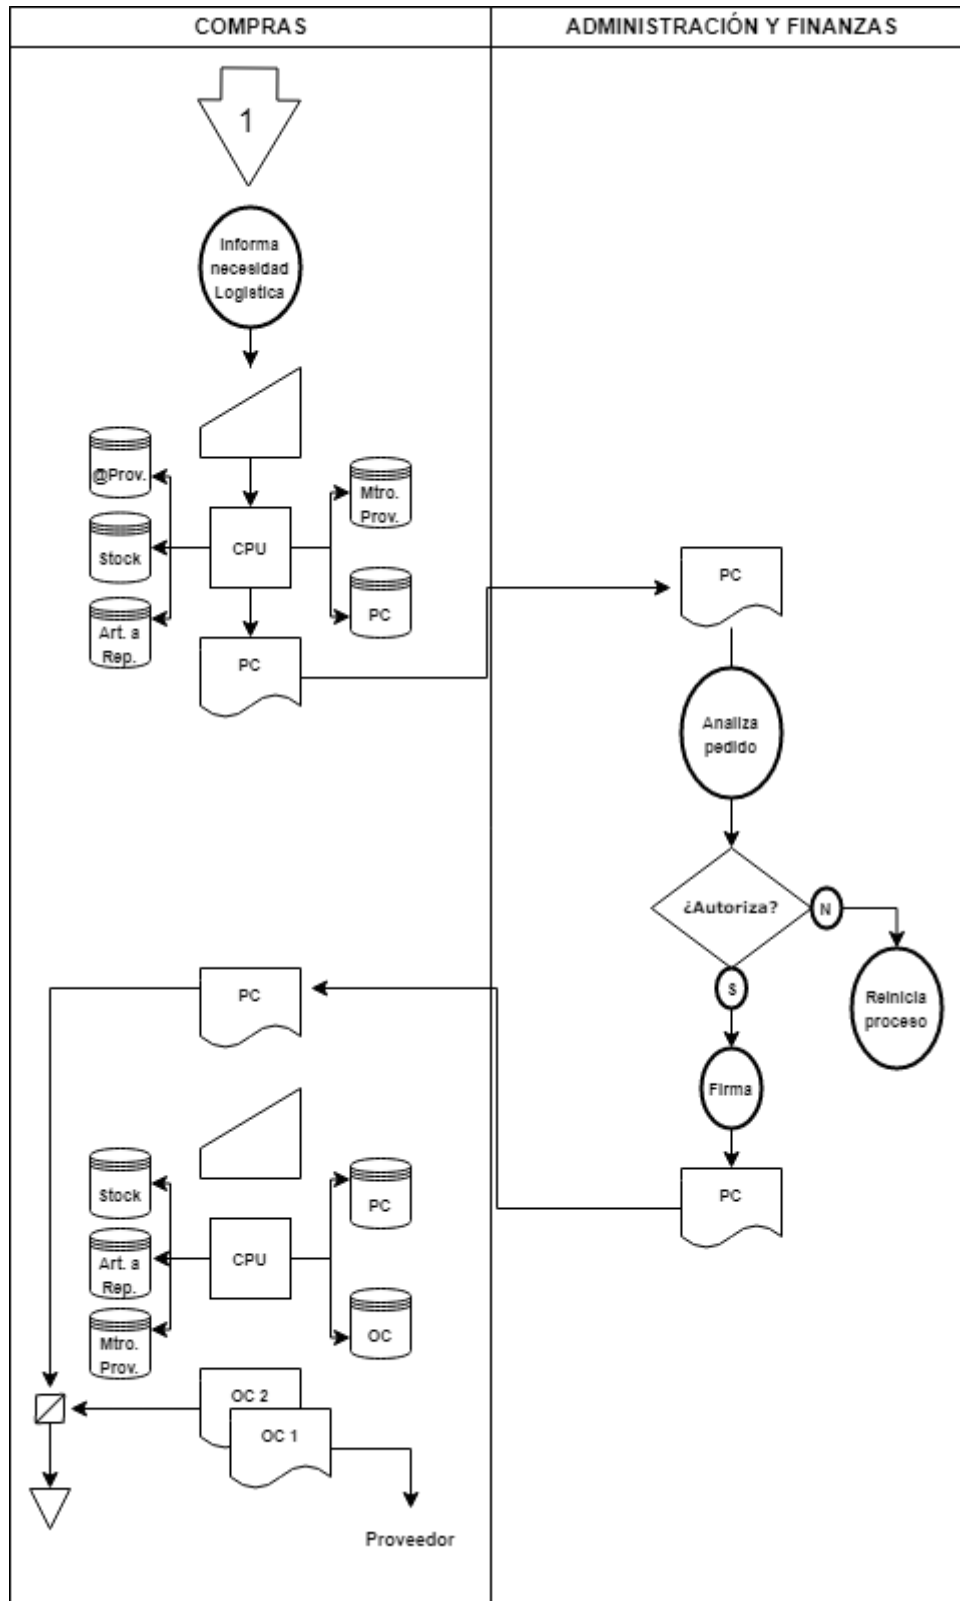 COMPRAS
ADMINISTRACIÓN Y FINANZAS
1
Informa
necesidad
Logistica
@Prov.
Stock
Art. a
Rep.
CPU
Mtro.
Prov.
PC
PC
PC
Analiza
pedido
¿Autoriza?
N
S
Reinicia
proceso
Firma
PC
PC
Stock
Art. a
Rep.
Mtro.
Prov.
CPU
PC
OC
OC 2
OC 1
Proveedor